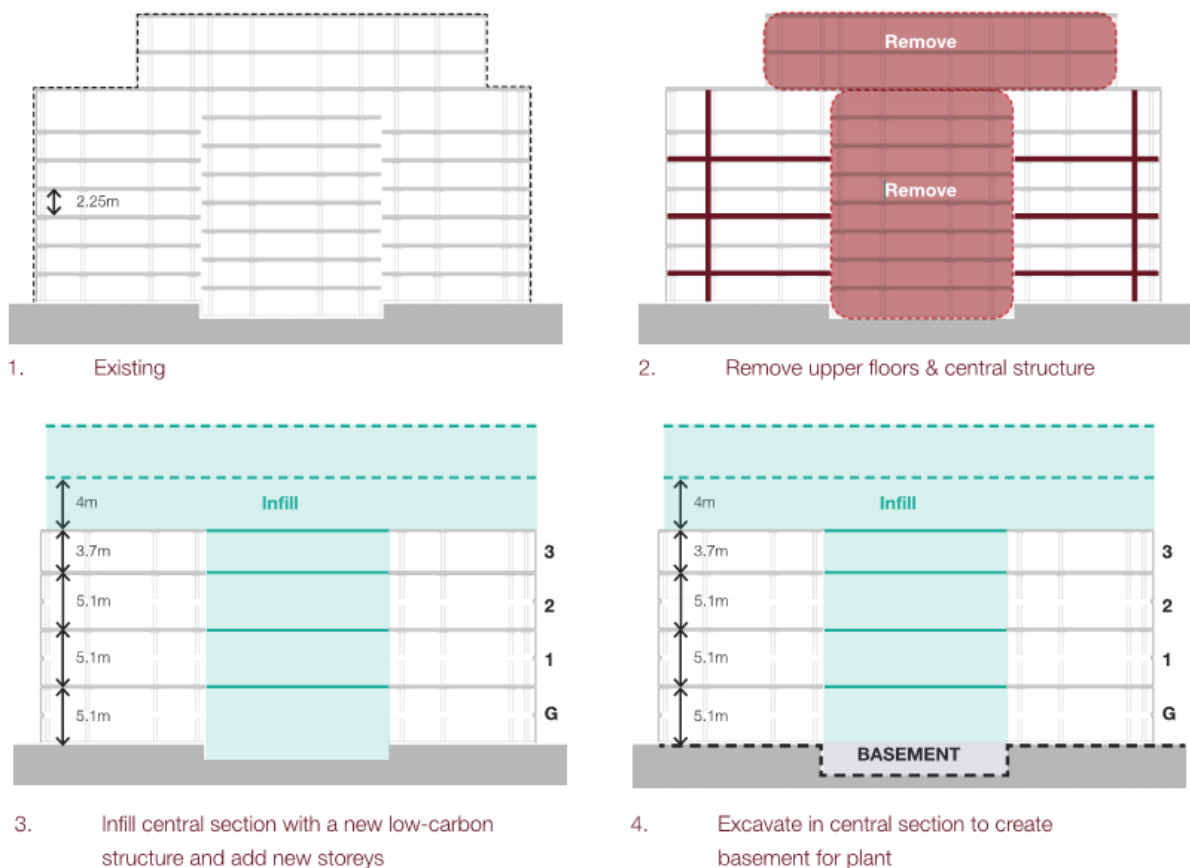 Remove
2.25m
Remove
1. Existing
2. Remove upper floors & central structure
4m
Infill
3.7m
3
5.1m
2
5.1m
1
5.1m
G
4m
Infill
3.7m
3
5.1m
2
5.1m
1
5.1m
G
BASEMENT
3. Infill central section with a new low-carbon
structure and add new storeys
4. Excavate in central section to create
basement for plant